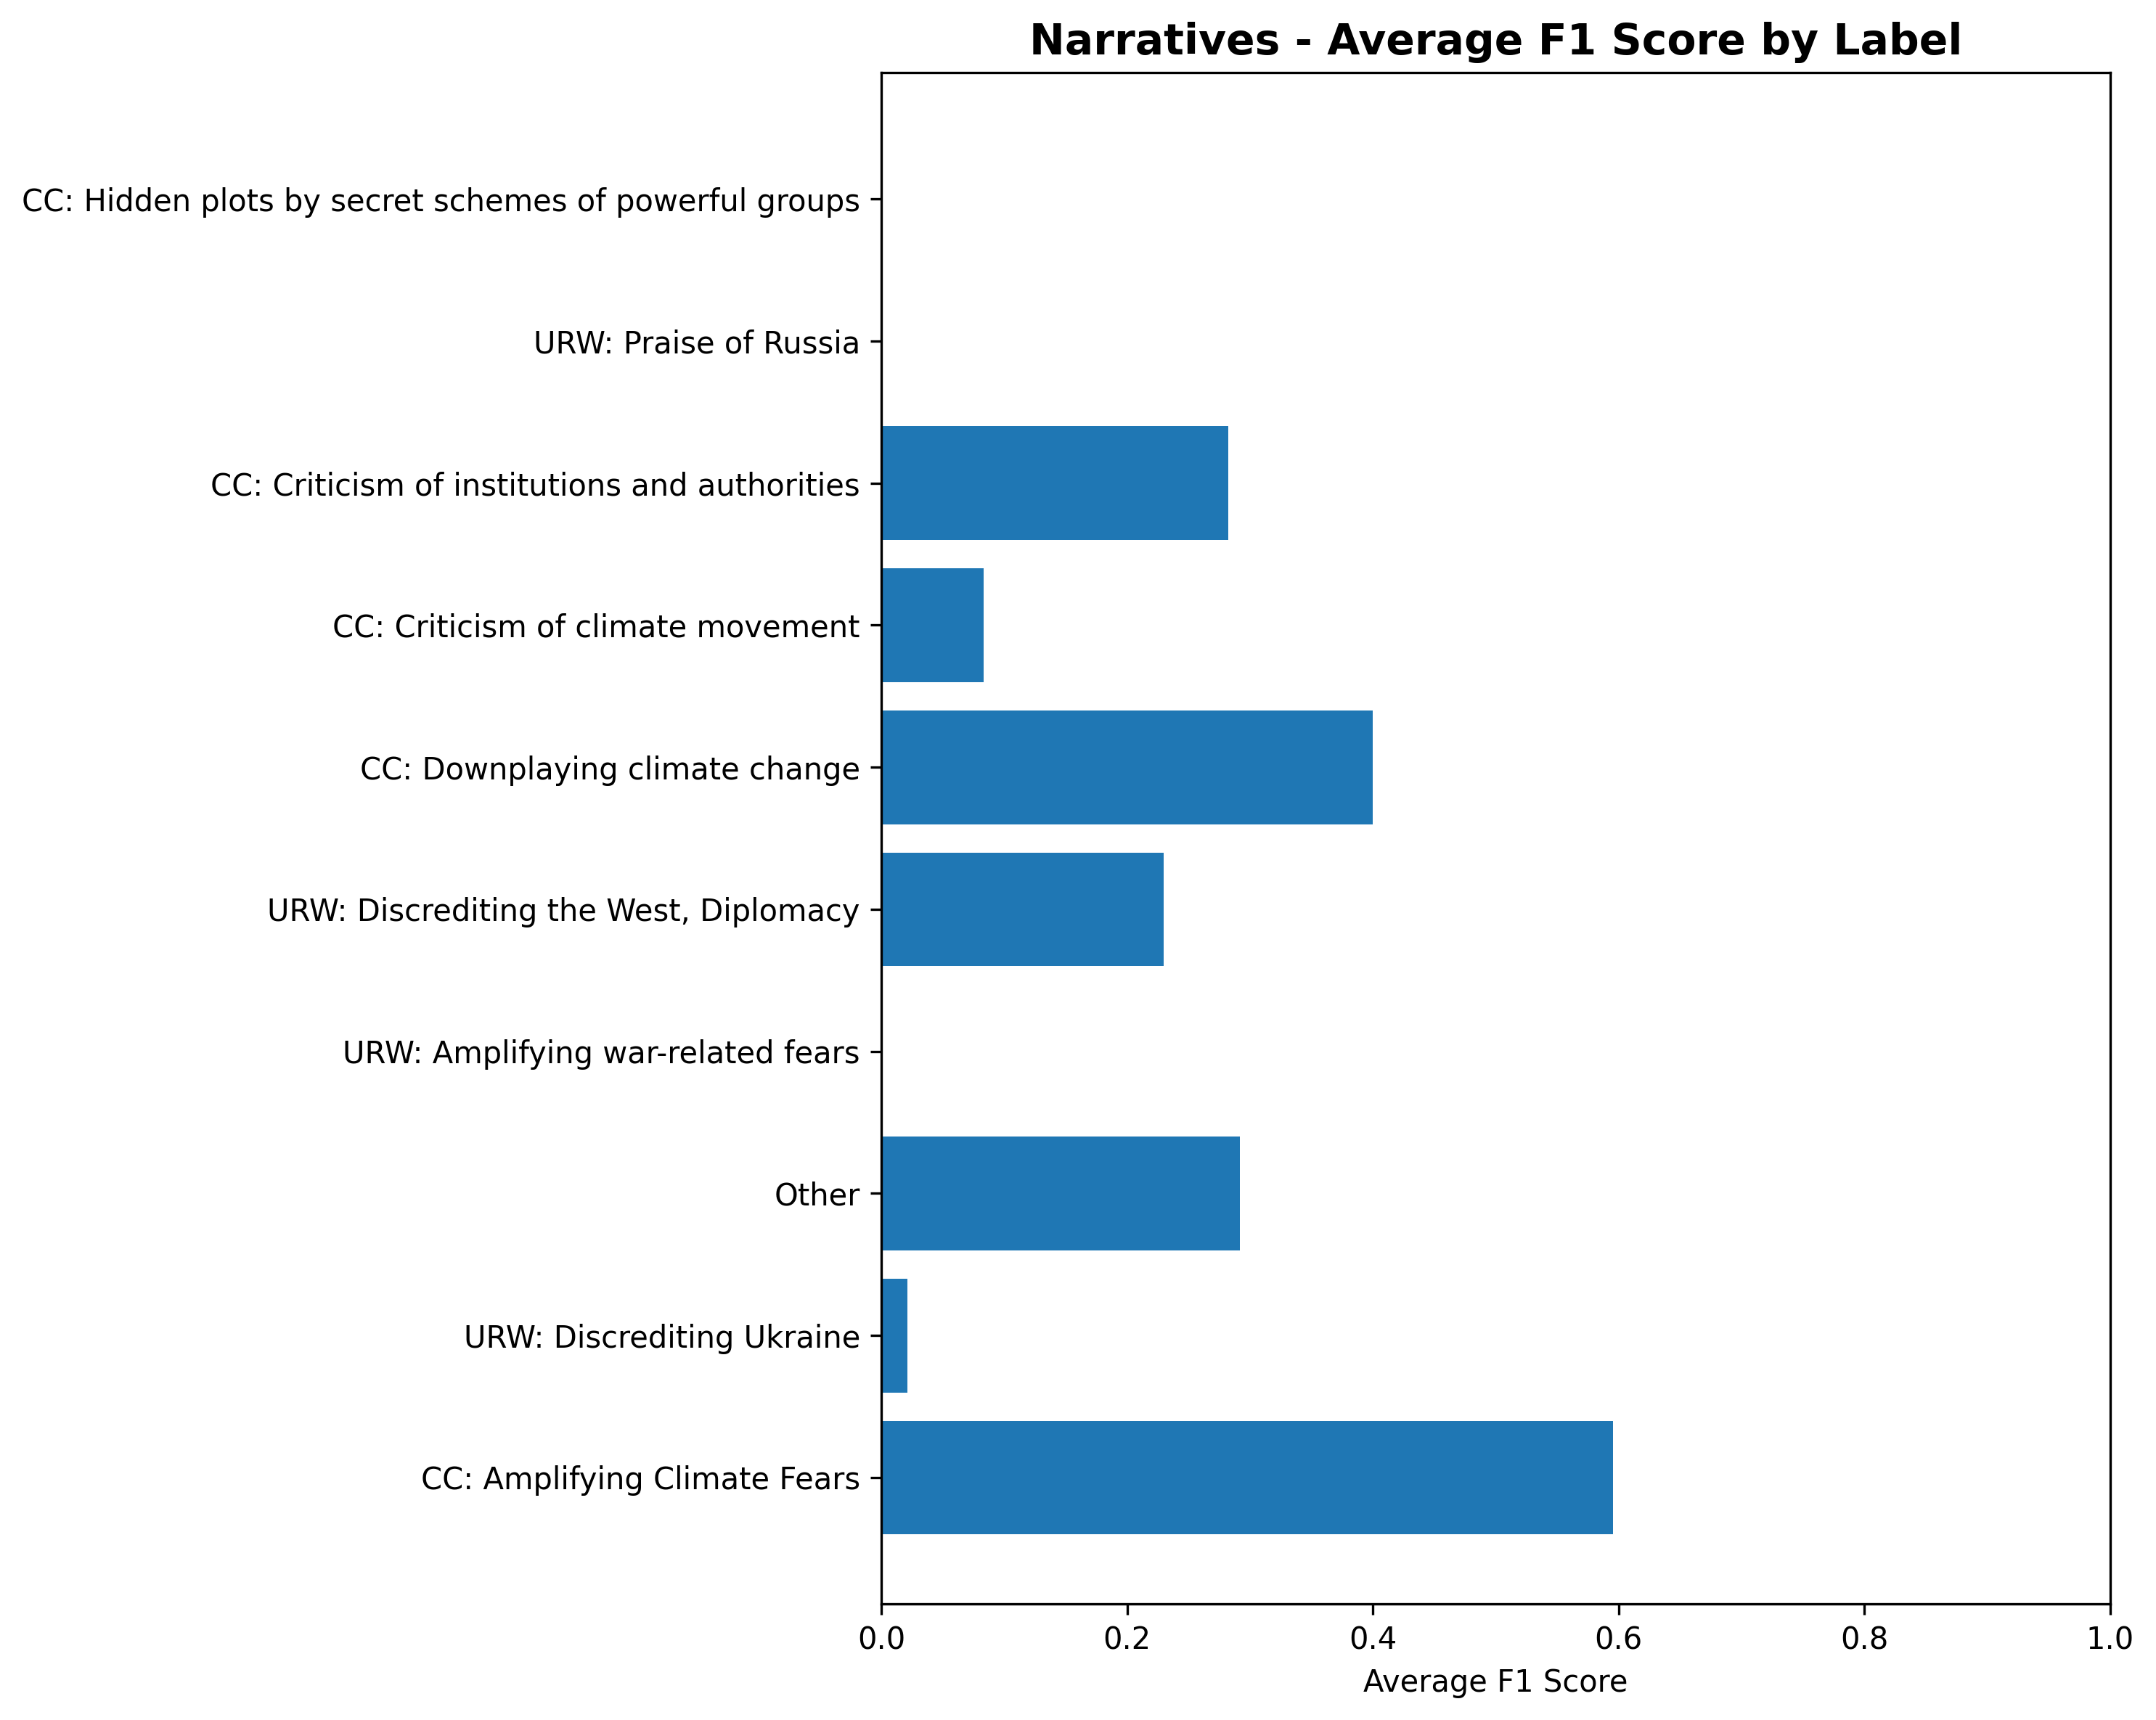 Narratives - Average F1 Score by Label
CC: Hidden plots by secret schemes of powerful groups
URW: Praise of Russia
CC: Criticism of institutions and authorities
CC: Criticism of climate movement
CC: Downplaying climate change
URW: Discrediting the West, Diplomacy
URW: Amplifying war-related fears
Other
URW: Discrediting Ukraine
CC: Amplifying Climate Fears
0.0 0.2 0.4 0.6 0.8 1.0
Average F1 Score